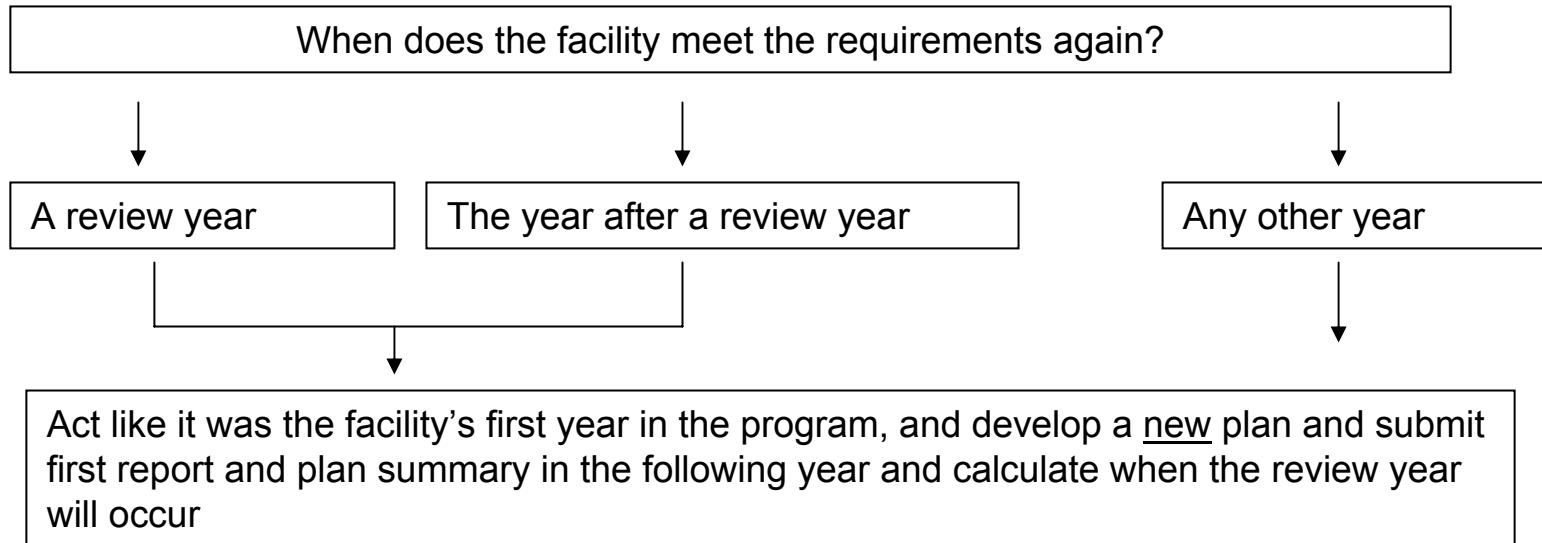 When does the facility meet the requirements again?
A review year
The year after a review year
Any other year
Act like it was the facility’s first year in the program, and develop a new plan and submit
first report and plan summary in the following year and calculate when the review year
will occur